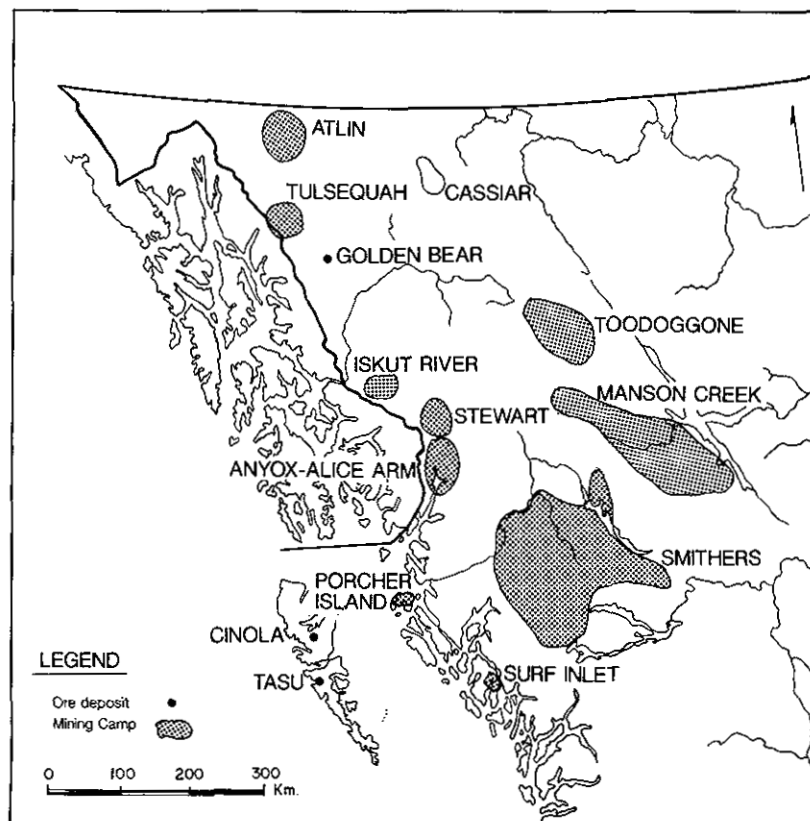 ATLIN
TULSEQUAH
CASSIAR
GOLDEN BEAR
TOODOGGONE
ISKUT RIVER
MANSON CREEK
STEWART
ANYOX-ALICE ARM
SMITHERS
PORCHER
ISLAND
CINOLA
SURF INLET
TASU
LEGEND
Ore deposit
Mining Camp
0 100 200 300
Km.